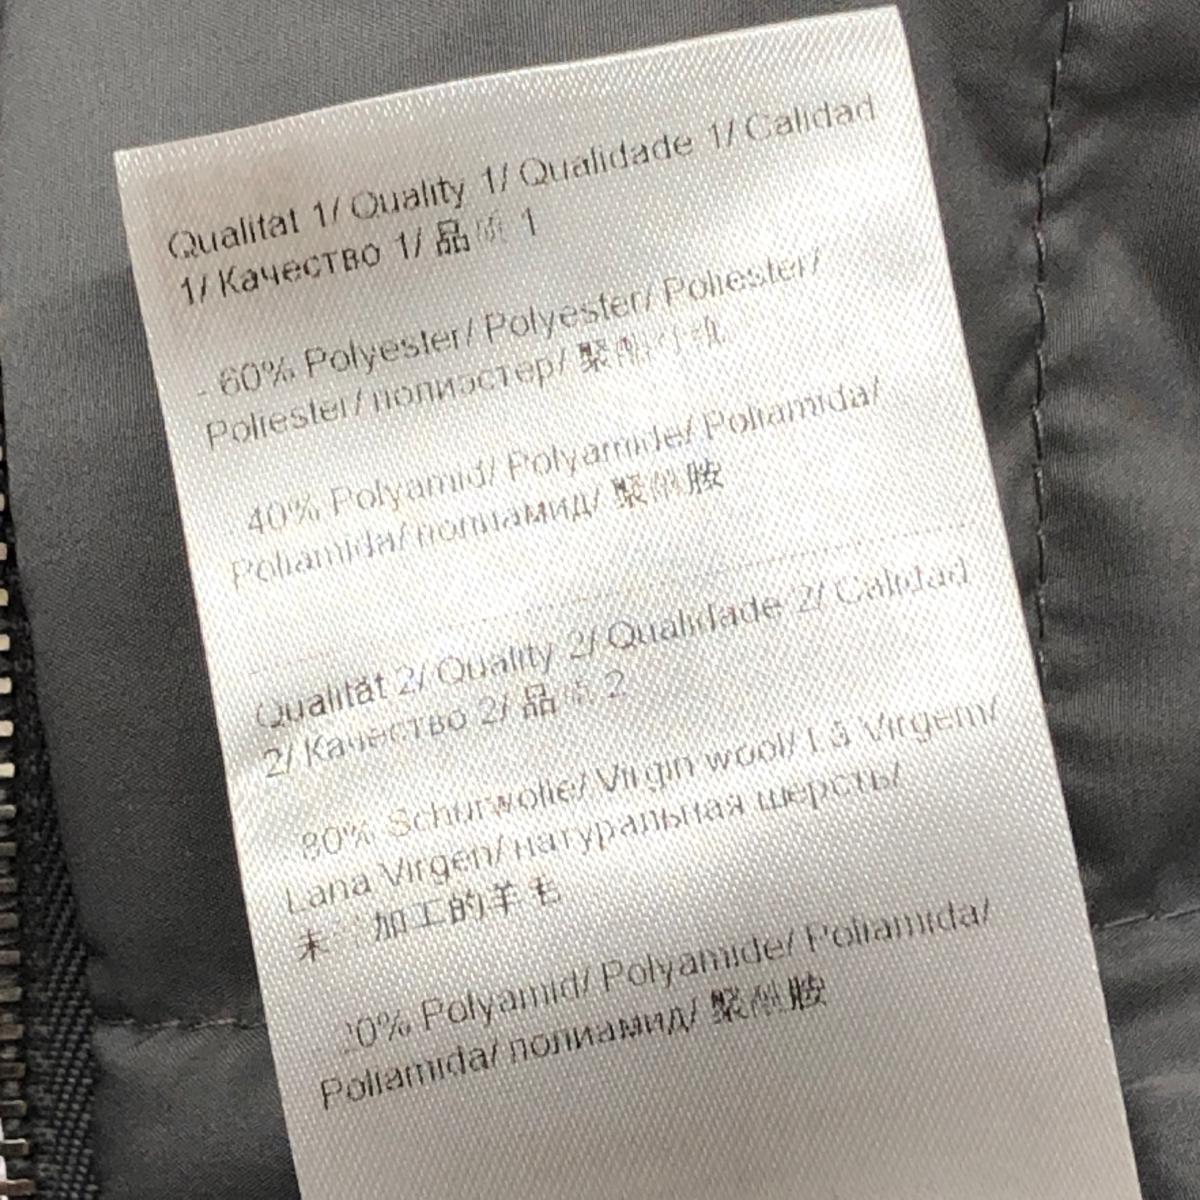 Qualität 1/ Quality 1/ Qualidade 1/ Calidad
1/ Качество 1/ 品质 1
60% Polyester/ Polyester/ Poliester/
Poliester/ полиэстер/
40% Polyamid/ Polyamide/ Poliamida/
Poliamida/ полиамид/ 聚酰胺
Qualität 2/ Quality 2/ Qualidade 2/ Calidad
2/ Качество 2/ 品质 2
80% Schurwolle/ Virgin wool/ Lã Virgem/
Lana Virgen/ натуральная шерсть/
未 加工的羊毛
Polyamid/ Polyamide/ Poliamida/
Poliamida/ полиамид/ 聚酰胺